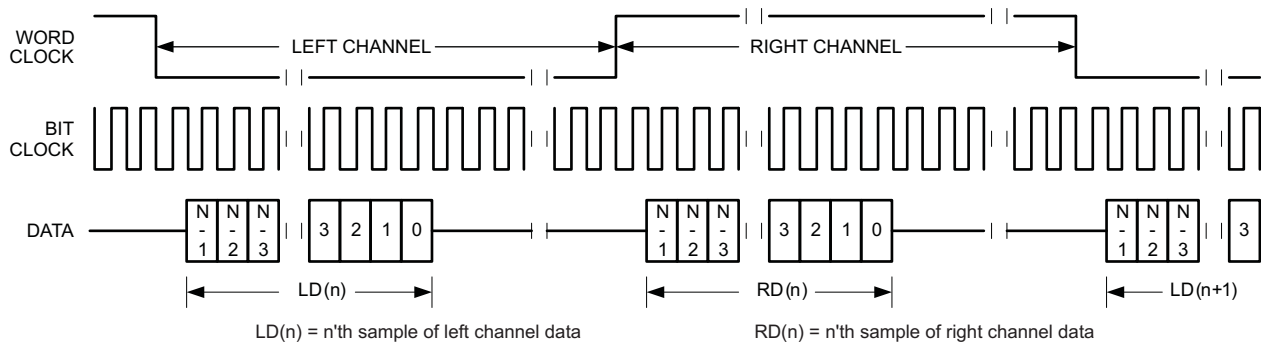 WORD
CLOCK
LEFT CHANNEL
RIGHT CHANNEL
BIT
CLOCK
DATA
N
-
1
N
-
2
N
-
3
3
2
1
0
N
-
1
N
-
2
N
-
3
3
2
1
0
N
-
1
N
-
2
N
-
3
3
LD(n)
RD(n)
LD(n+1)
LD(n) = n'th sample of left channel data
RD(n) = n'th sample of right channel data